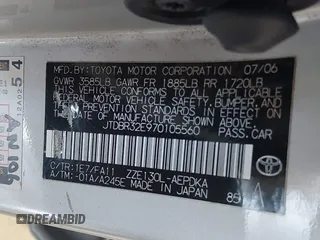 MFD. BY: TOYOTA MOTOR CORPORATION 07/06
GVWR 3585LB GAWR FR 1885LB RR 1720LB
THIS VEHICLE CONFORMS TO ALL APPLICABLE
FEDERAL MOTOR VEHICLE SAFETY, BUMPER, AND
THEFT PREVENTION STANDARDS IN EFFECT ON
THE DATE OF MANUFACTURE SHOWN ABOVE.
JTDBR32E970105560
C/TR: 1E7/FA11 ZZE130L-AEPDKA
A/TM: -01A/A245E MADE IN JAPAN
TOYOTA
© DREAMBID